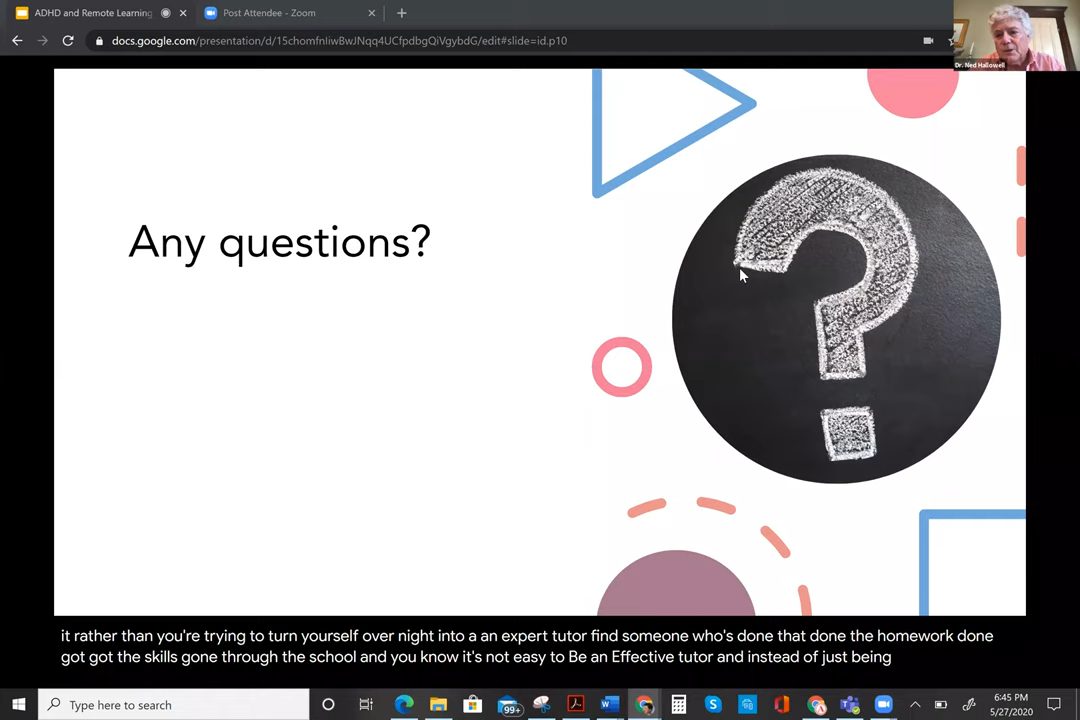 ADHD and Remote Learning
Post Attendee - Zoom
docs.google.com/presentation/d/15chomfnIiwBwJNqq4UCfpdbgQiVgybdG/edit#slide=id.p10
Dr. Ned Hallowell
Any questions?
?
it rather than you're trying to turn yourself over night into a an expert tutor find someone who's done that done the homework done
got got the skills gone through the school and you know it's not easy to Be an Effective tutor and instead of just being
Type here to search
99+
6:45 PM
5/27/2020